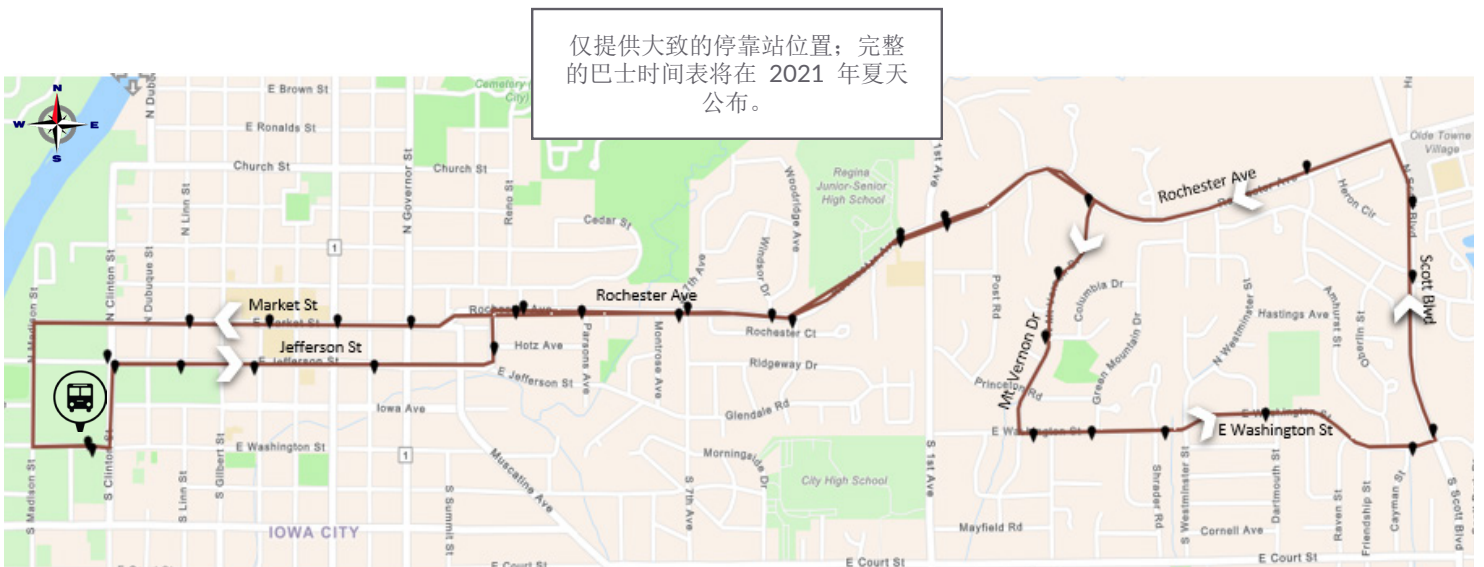 仅提供大致的停靠站位置；完整
的巴士时间表将在 2021 年夏天
公布。
N
W
E
S
E Brown St
E Ronalds St
Church St
Church St
N Linn St
N Governor St
Reno St
Cedar St
Woodridge Ave
Windsor Dr
Regina
Junior-Senior
High School
1st Ave
Olde Towne
Village
Rochester Ave
Heron Cir
Scott Blvd
N Madison St
N Clinton St
N Dubuque St
1
Market St
Jefferson St
E Jefferson St
Rochester Ave
Rochester Ct
Hotz Ave
Parsons Ave
Montrose Ave
Ridgeway Dr
E Jefferson St
Glendale Rd
Post Rd
Columbia Dr
Mt Vernon Dr
Green Mountain Dr
Princeton Rd
N Westminster St
Hastings Ave
Amhurst St
Oberlin St
Iowa Ave
E Washington St
1
E Washington St
E Washington St
S Madison St
S Clinton St
S Linn St
S Gilbert St
Muscatine Ave
S Summit St
Morningside Dr
S 7th Ave
City High School
S 1st Ave
Shrader Rd
S Westminster St
Dartmouth St
Raven St
Friendship St
Cayman St
S Scott Blvd
IOWA CITY
Mayfield Rd
Cornell Ave
E Court St
E Court St
E Court St
E Court St